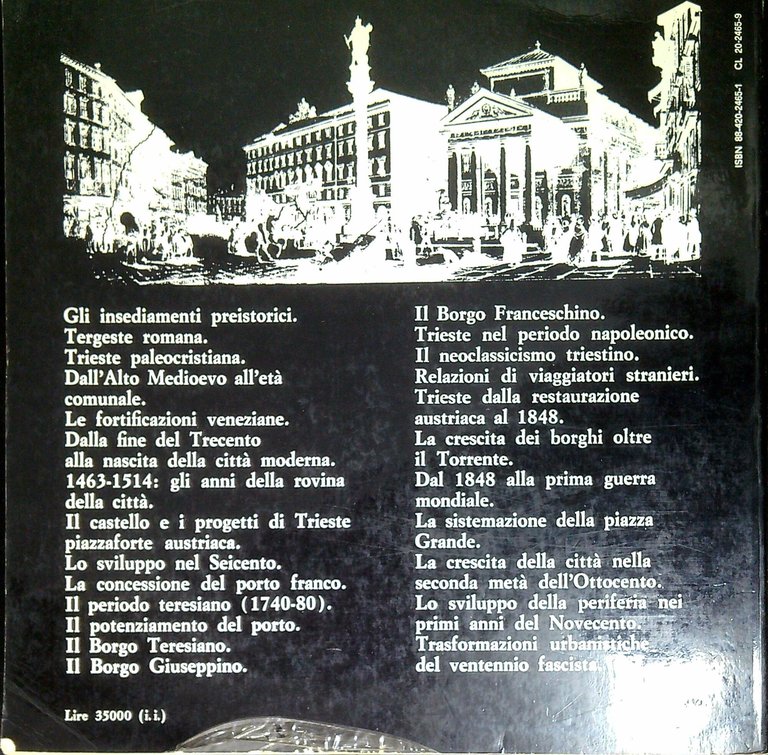 ISBN 88-420-2465-1 CL 20-2465-9
Gli insediamenti preistorici.
Tergeste romana.
Trieste paleocristiana.
Dall'Alto Medioevo all'età
comunale.
Le fortificazioni veneziane.
Dalla fine del Trecento
alla nascita della città moderna.
1463-1514: gli anni della rovina
della città.
Il castello e i progetti di Trieste
piazzaforte austriaca.
Lo sviluppo nel Seicento.
La concessione del porto franco.
Il periodo teresiano (1740-80).
Il potenziamento del porto.
Il Borgo Teresiano.
Il Borgo Giuseppino.
Il Borgo Franceschino.
Trieste nel periodo napoleonico.
Il neoclassicismo triestino.
Relazioni di viaggiatori stranieri.
Trieste dalla restaurazione
austriaca al 1848.
La crescita dei borghi oltre
il Torrente.
Dal 1848 alla prima guerra
mondiale.
La sistemazione della piazza
Grande.
La crescita della città nella
seconda metà dell'Ottocento.
Lo sviluppo della periferia nei
primi anni del Novecento.
Trasformazioni urbanistiche
del ventennio fascista.
Lire 35000 (i.i.)